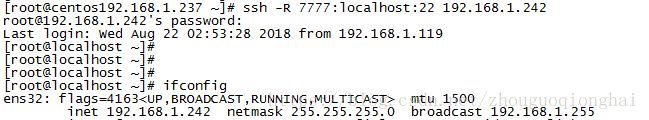 [root@centos192.168.1.237 ~]# ssh -R 7777:localhost:22 192.168.1.242
root@192.168.1.242's password:
Last login: Wed Aug 22 02:53:28 2018 from 192.168.1.119
[root@localhost ~]#
[root@localhost ~]#
[root@localhost ~]#
[root@localhost ~]# ifconfig
ens32: flags=4163<UP,BROADCAST,RUNNING,MULTICAST>  mtu 1500
        inet 192.168.1.242  netmask 255.255.255.0  broadcast 192.168.1.255